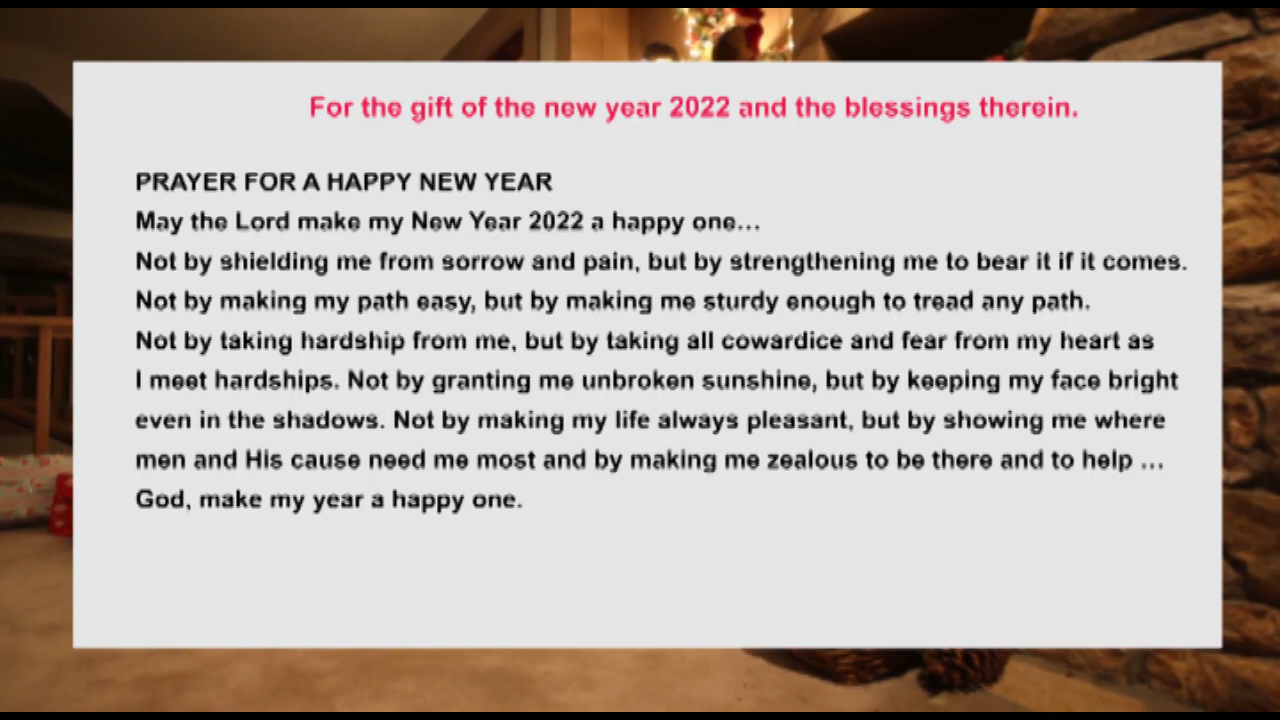 For the gift of the new year 2022 and the blessings therein.
PRAYER FOR A HAPPY NEW YEAR
May the Lord make my New Year 2022 a happy one...
Not by shielding me from sorrow and pain, but by strengthening me to bear it if it comes.
Not by making my path easy, but by making me sturdy enough to tread any path.
Not by taking hardship from me, but by taking all cowardice and fear from my heart as
I meet hardships. Not by granting me unbroken sunshine, but by keeping my face bright
even in the shadows. Not by making my life always pleasant, but by showing me where
men and His cause need me most and by making me zealous to be there and to help ...
God, make my year a happy one.